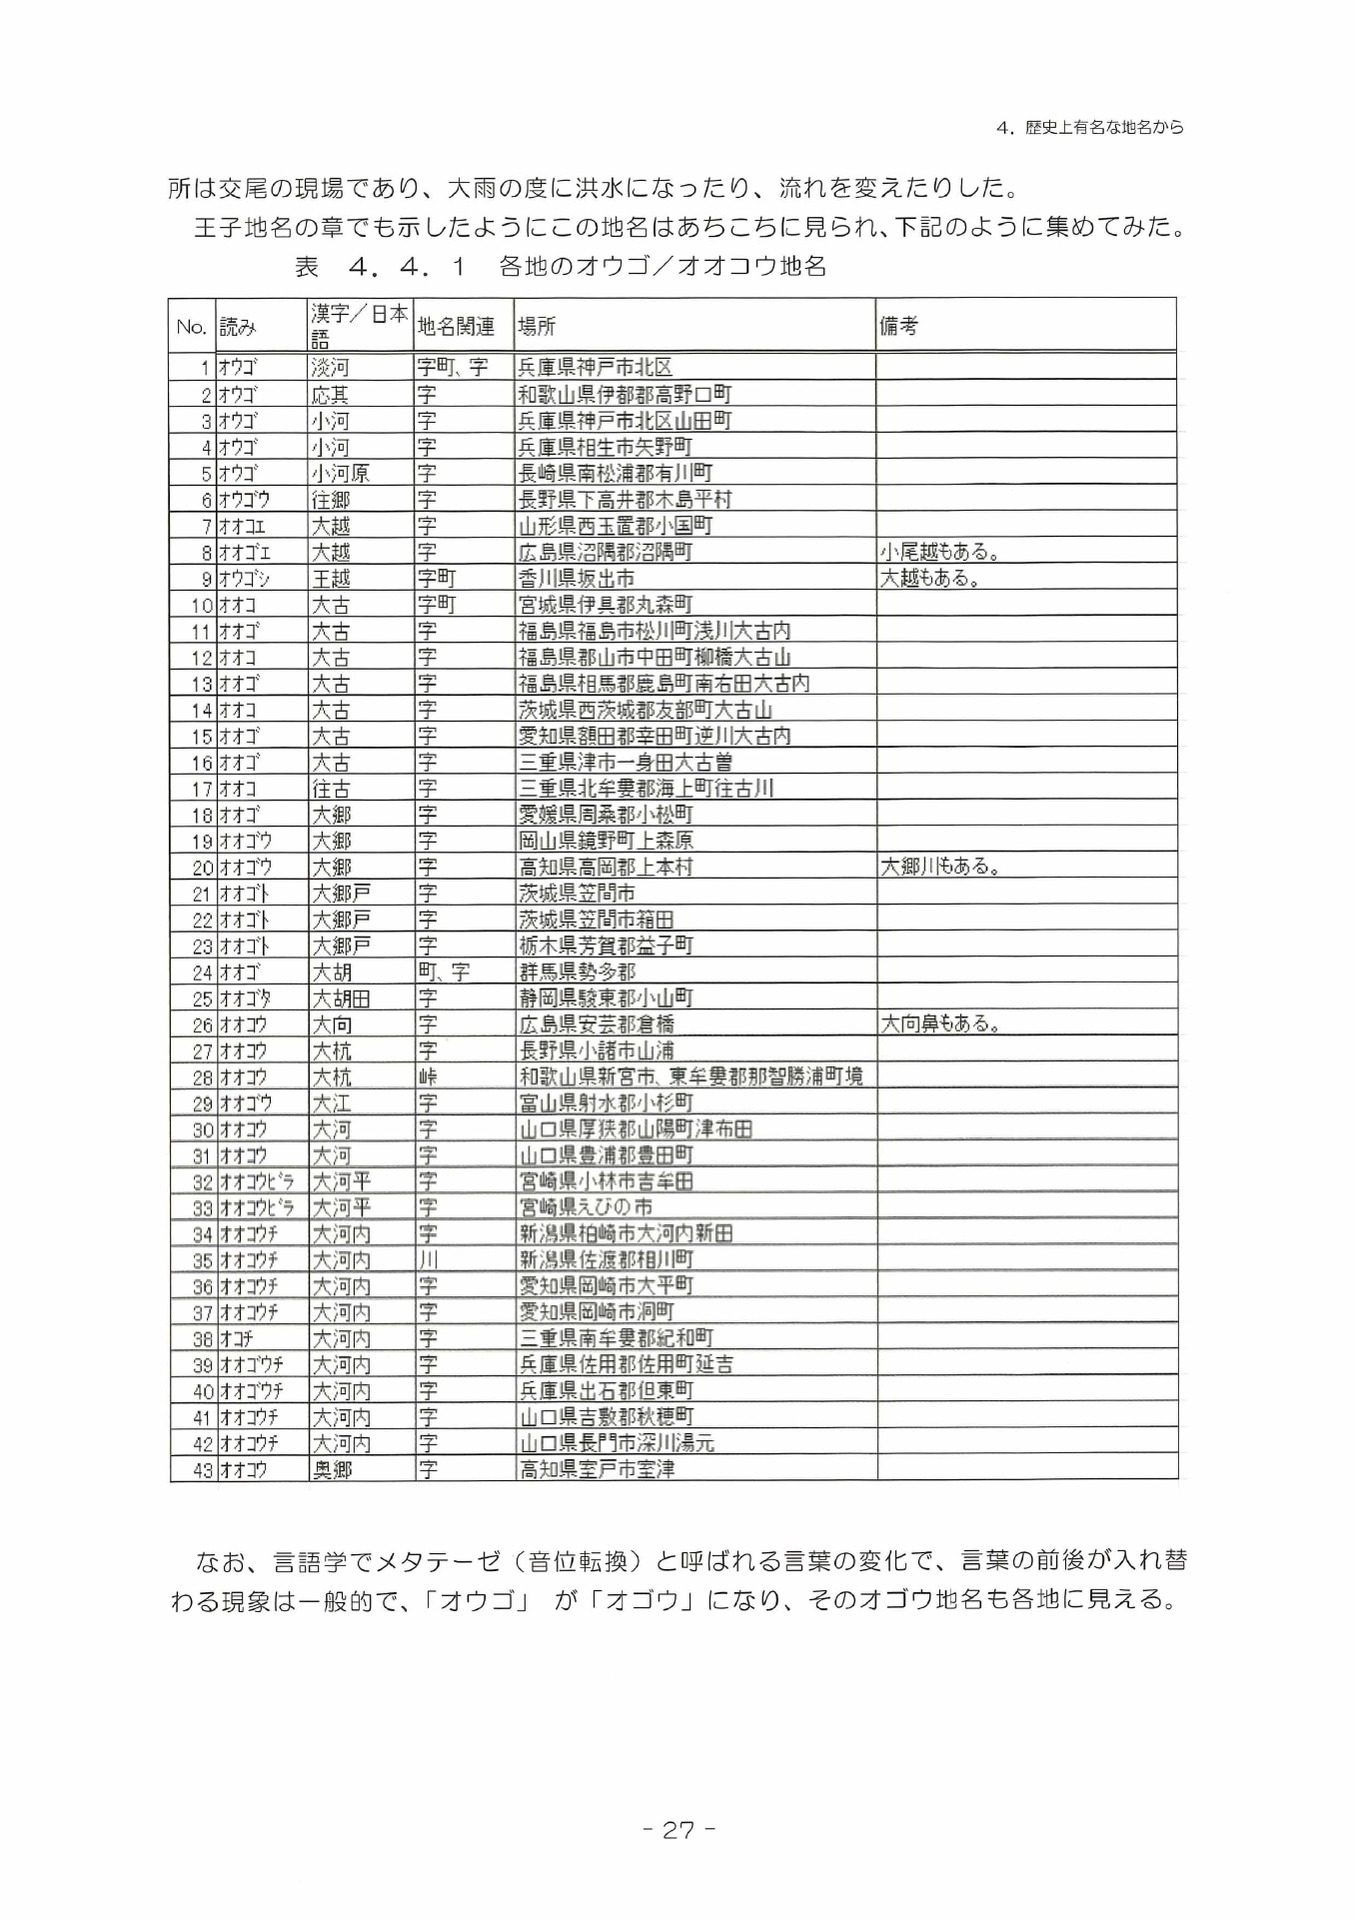 4．歴史上有名な地名から
所は交尾の現場であり、大雨の度に洪水になったり、流れを変えたりした。
王子地名の章でも示したようにこの地名はあちこちに見られ、下記のように集めてみた。
表　４．４．１　各地のオウゴ／オオコウ地名
No. 読み 漢字／日本語 地名関連 場所 備考
1 オウゴ 淡河 字町、字 兵庫県神戸市北区
2 オウゴ 応其 字 和歌山県伊都郡高野口町
3 オウゴ 小河 字 兵庫県神戸市北区山田町
4 オウゴ 小河 字 兵庫県相生市矢野町
5 オウゴ 小河原 字 長崎県南松浦郡有川町
6 オウゴウ 往郷 字 長野県下高井郡木島平村
7 オオコエ 大越 字 山形県西玉置郡小国町
8 オオゴエ 大越 字 広島県沼隅郡沼隅町 小尾越もある。
9 オウゴシ 王越 字町 香川県坂出市 大越もある。
10 オオコ 大古 字町 宮城県伊具郡丸森町
11 オオゴ 大古 字 福島県福島市松川町浅川大古内
12 オオコ 大古 字 福島県郡山市中田町柳橋大古山
13 オオゴ 大古 字 福島県相馬郡鹿島町南右田大古内
14 オオコ 大古 字 茨城県西茨城郡友部町大古山
15 オオゴ 大古 字 愛知県額田郡幸田町逆川大古内
16 オオゴ 大古 字 三重県津市一身田大古曽
17 オオコ 往古 字 三重県北牟婁郡海上町往古川
18 オオゴ 大郷 字 愛媛県周桑郡小松町
19 オオゴウ 大郷 字 岡山県鏡野町上森原
20 オオゴウ 大郷 字 高知県高岡郡上本村 大郷川もある。
21 オオゴト 大郷戸 字 茨城県笠間市
22 オオゴト 大郷戸 字 茨城県笠間市箱田
23 オオゴト 大郷戸 字 栃木県芳賀郡益子町
24 オオゴ 大胡 町、字 群馬県勢多郡
25 オオゴタ 大胡田 字 静岡県駿東郡小山町
26 オオコウ 大向 字 広島県安芸郡倉橋 大向鼻もある。
27 オオコウ 大杭 字 長野県小諸市山浦
28 オオコウ 大杭 峠 和歌山県新宮市、東牟婁郡那智勝浦町境
29 オオゴウ 大江 字 富山県射水郡小杉町
30 オオコウ 大河 字 山口県厚狭郡山陽町津布田
31 オオコウ 大河 字 山口県豊浦郡豊田町
32 オオコウビラ 大河平 字 宮崎県小林市吉牟田
33 オオコウビラ 大河平 字 宮崎県えびの市
34 オオコウチ 大河内 字 新潟県柏崎市大河内新田
35 オオコウチ 大河内 川 新潟県佐渡郡相川町
36 オオコウチ 大河内 字 愛知県岡崎市大平町
37 オオコウチ 大河内 字 愛知県岡崎市洞町
38 オコチ 大河内 字 三重県南牟婁郡紀和町
39 オオゴウチ 大河内 字 兵庫県佐用郡佐用町延吉
40 オオゴウチ 大河内 字 兵庫県出石郡但東町
41 オオコウチ 大河内 字 山口県吉敷郡秋穂町
42 オオコウチ 大河内 字 山口県長門市深川湯元
43 オオコウ 奥郷 字 高知県室戸市室津
なお、言語学でメタテーゼ（音位転換）と呼ばれる言葉の変化で、言葉の前後が入れ替
わる現象は一般的で、「オウゴ」 が「オゴウ」になり、そのオゴウ地名も各地に見える。
- 27 -